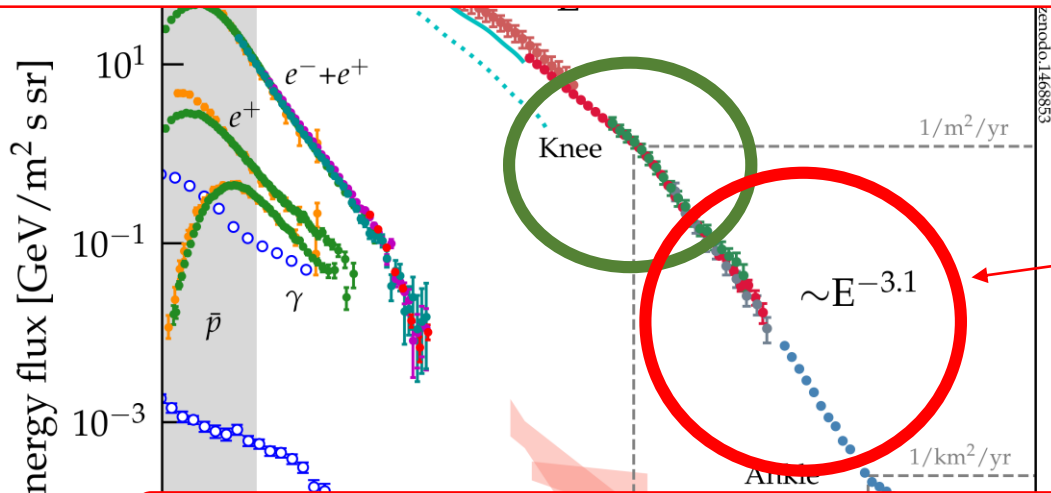 zenodo.1468853
nergy flux [GeV/m² s sr]
10¹
10⁻¹
10⁻³
e⁻+e⁺
e⁺
p̄
γ
Knee
1/m²/yr
~E⁻³·¹
Ankle
1/km²/yr